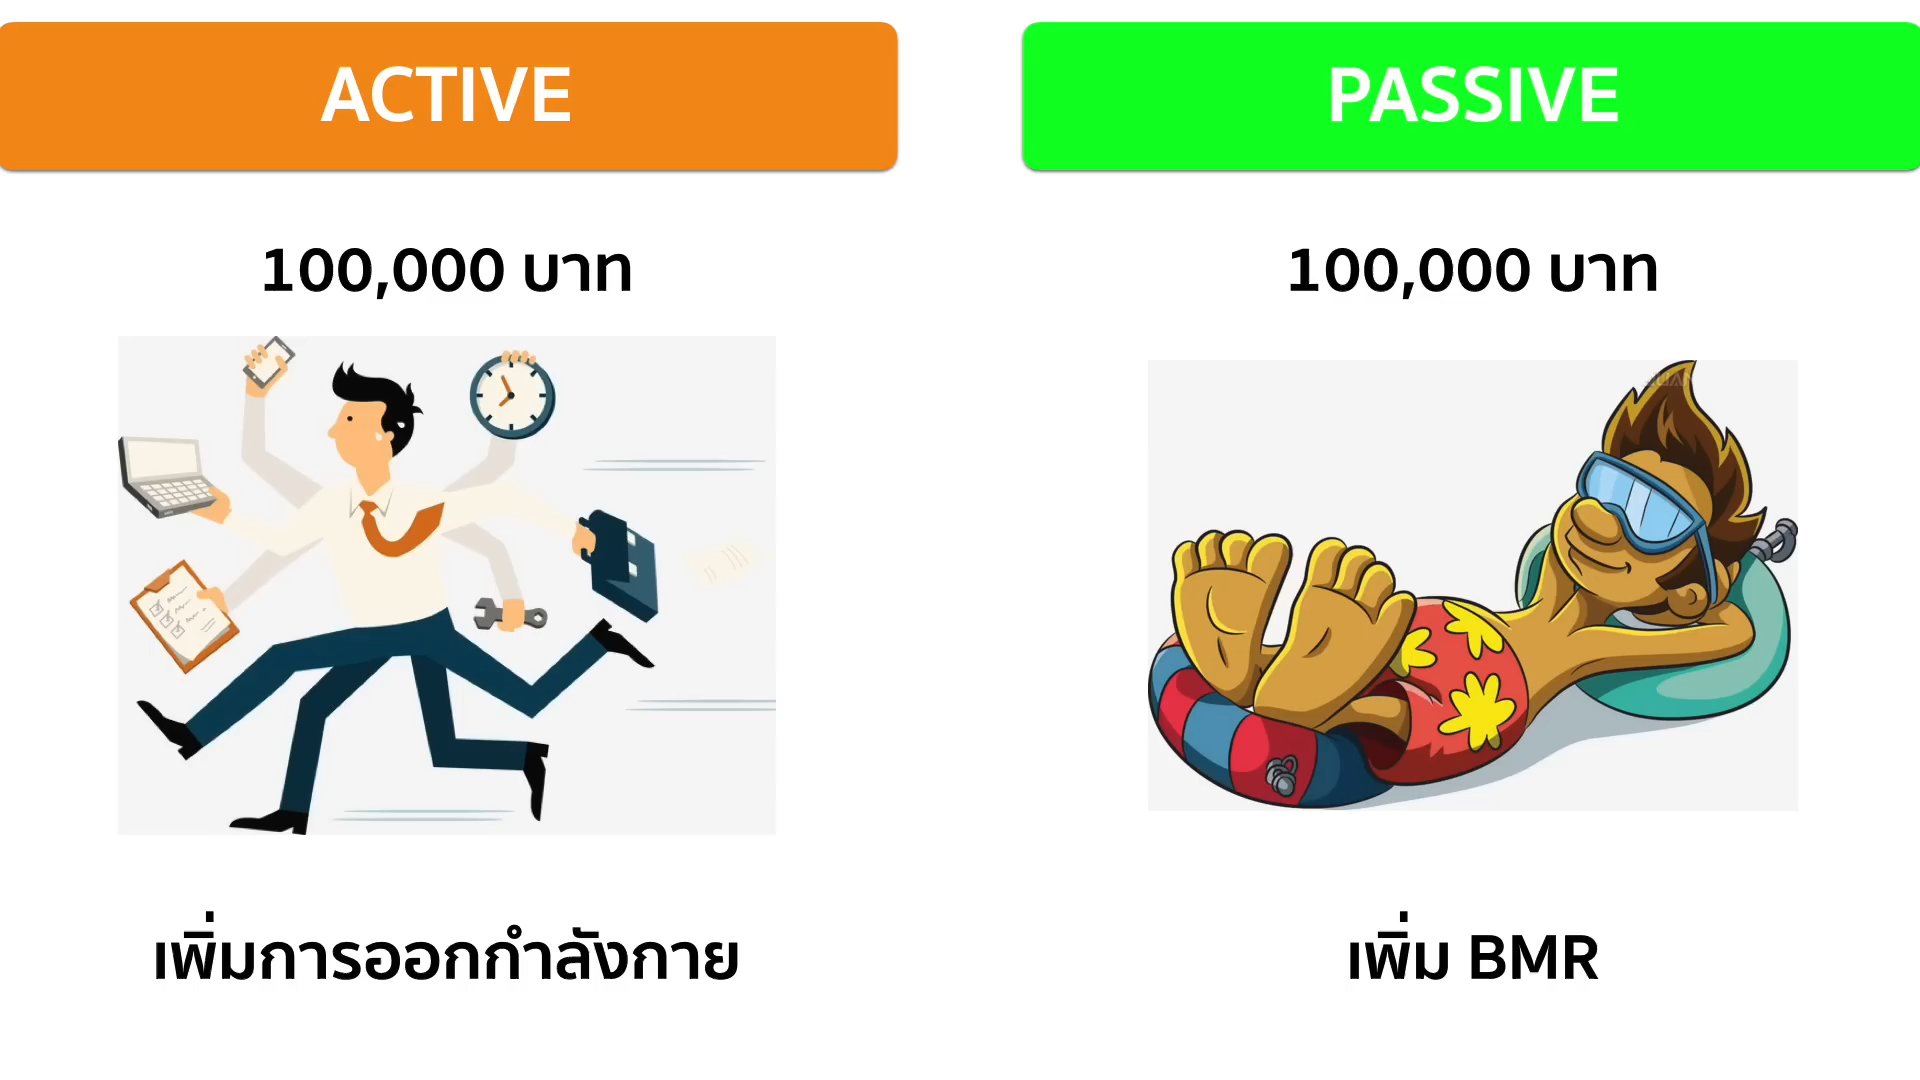 ACTIVE
PASSIVE
100,000 บาท
100,000 บาท
เพิ่มการออกกำลังกาย
เพิ่ม BMR